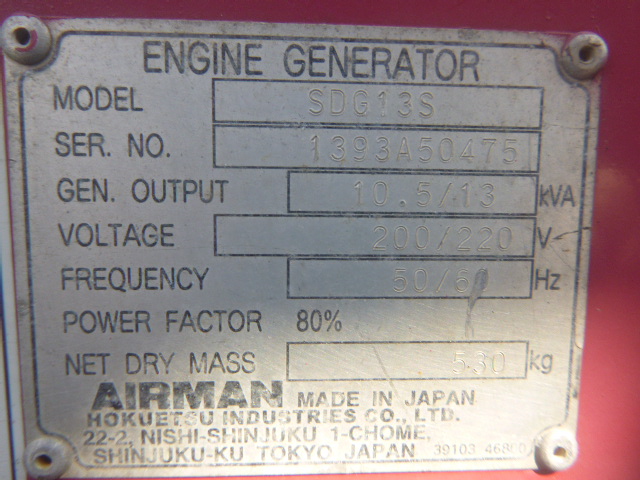 ENGINE GENERATOR
MODEL SDG13S
SER. NO. 1393A50475
GEN. OUTPUT 10.5/13 kVA
VOLTAGE 200/220 V
FREQUENCY 50/60 Hz
POWER FACTOR 80%
NET DRY MASS 530 kg
AIRMAN MADE IN JAPAN
HOKUETSU INDUSTRIES CO., LTD.
22-2, NISHI-SHINJUKU 1-CHOME,
SHINJUKU-KU TOKYO JAPAN 39103